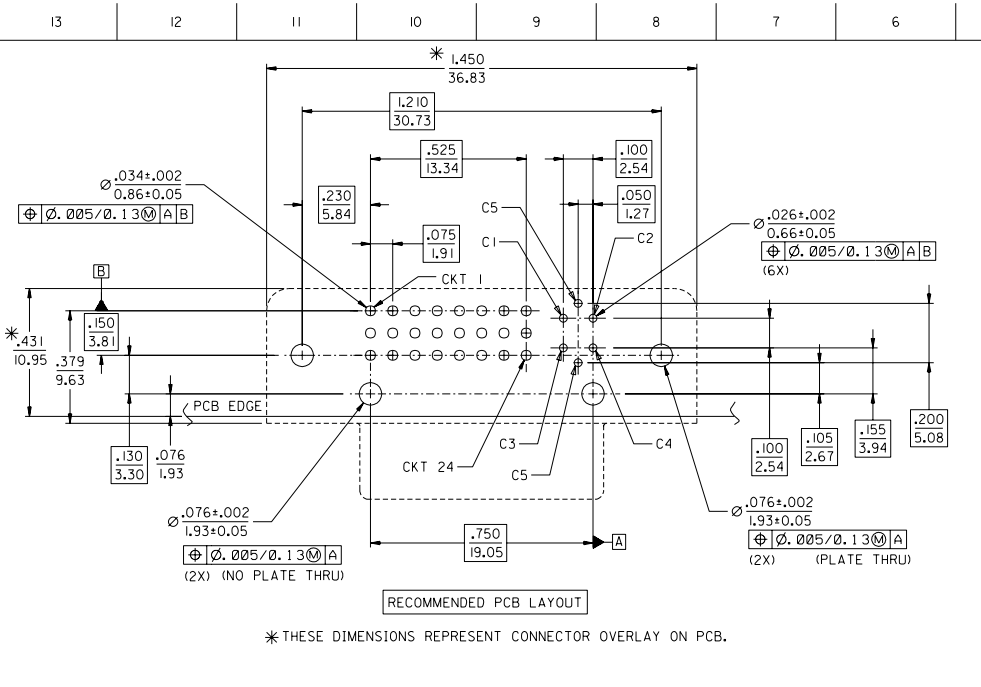 13 12 11 10 9 8 7 6
* 1.450
36.83
1.210
30.73
.525
13.34
.100
2.54
⌀ .034±.002
0.86±0.05
⌖ Ø.005/0.13Ⓜ A B
.230
5.84
.050
1.27
C5
C1
C2
⌀ .026±.002
0.66±0.05
⌖ Ø.005/0.13Ⓜ A B
(6X)
.075
1.91
CKT 1
B
* .431
10.95
.379
9.63
.150
3.81
PCB EDGE
.130
3.30
.076
1.93
C3
C4
CKT 24
C5
.100
2.54
.105
2.67
.155
3.94
.200
5.08
⌀ .076±.002
1.93±0.05
⌖ Ø.005/0.13Ⓜ A
(2X) (NO PLATE THRU)
.750
19.05
A
⌀ .076±.002
1.93±0.05
⌖ Ø.005/0.13Ⓜ A
(2X) (PLATE THRU)
RECOMMENDED PCB LAYOUT
* THESE DIMENSIONS REPRESENT CONNECTOR OVERLAY ON PCB.